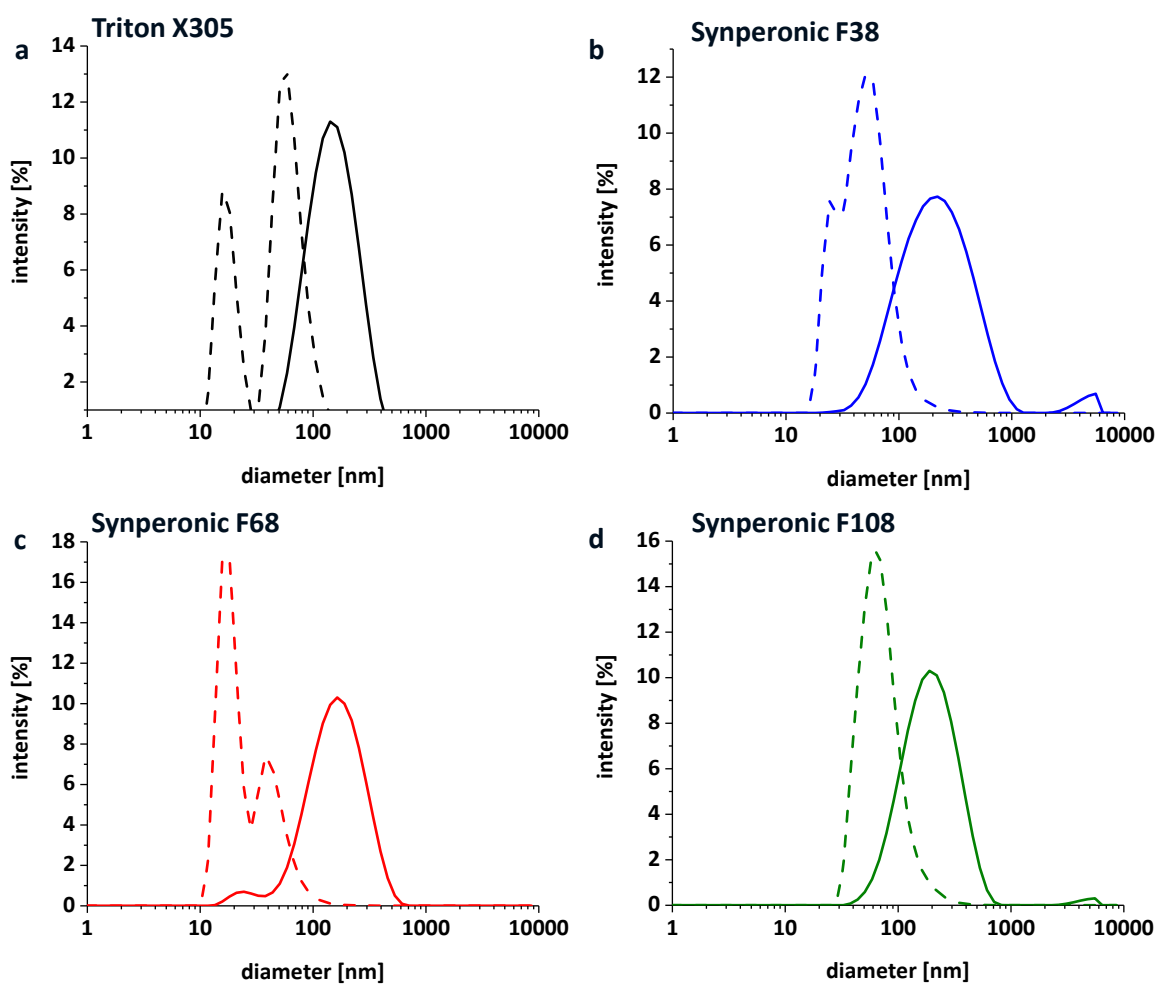 Triton X305
a
14
12
10
8
6
4
2
intensity [%]
1 10 100 1000 10000
diameter [nm]
Synperonic F38
b
12
10
8
6
4
2
0
intensity [%]
1 10 100 1000 10000
diameter [nm]
Synperonic F68
c
18
16
14
12
10
8
6
4
2
0
intensity [%]
1 10 100 1000 10000
diameter [nm]
Synperonic F108
d
16
14
12
10
8
6
4
2
0
intensity [%]
1 10 100 1000 10000
diameter [nm]